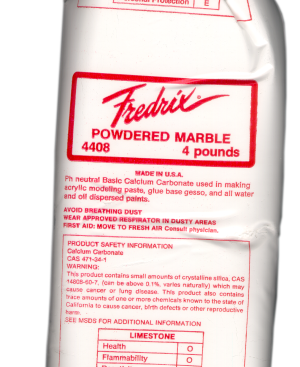 Personal Protection E
Fredrix
POWDERED MARBLE
4408 4 pounds
MADE IN U.S.A.
Ph neutral Basic Calcium Carbonate used in making
acrylic modeling paste, glue base gesso, and all water
and oil dispersed paints.
AVOID BREATHING DUST
WEAR APPROVED RESPIRATOR IN DUSTY AREAS
FIRST AID: MOVE TO FRESH AIR Consult physician.
PRODUCT SAFETY INFORMATION
Calcium Carbonate
CAS 471-34-1
WARNING:
This product contains small amounts of crystalline silica, CAS
14808-60-7, (can be above 0.1%, varies naturally) which may
cause cancer or lung disease. This product also contains
trace amounts of one or more chemicals known to the state of
California to cause cancer, birth defects or other reproductive
harm.
SEE MSDS FOR ADDITIONAL INFORMATION
LIMESTONE
Health O
Flammability O